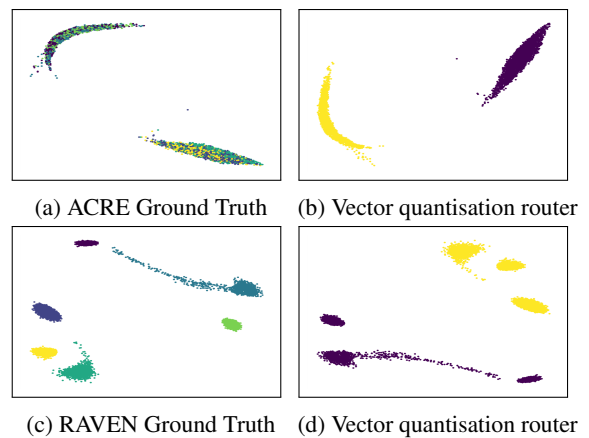 (a) ACRE Ground Truth
(b) Vector quantisation router
(c) RAVEN Ground Truth
(d) Vector quantisation router